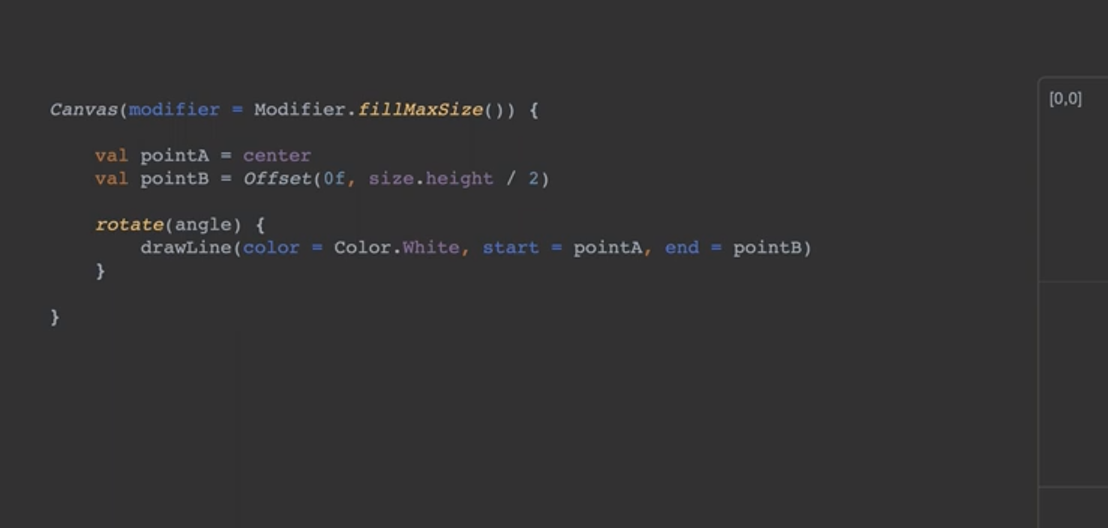 Canvas(modifier = Modifier.fillMaxSize()) {
val pointA = center
val pointB = Offset(0f, size.height / 2)
rotate(angle) {
drawLine(color = Color.White, start = pointA, end = pointB)
}
}
[0,0]